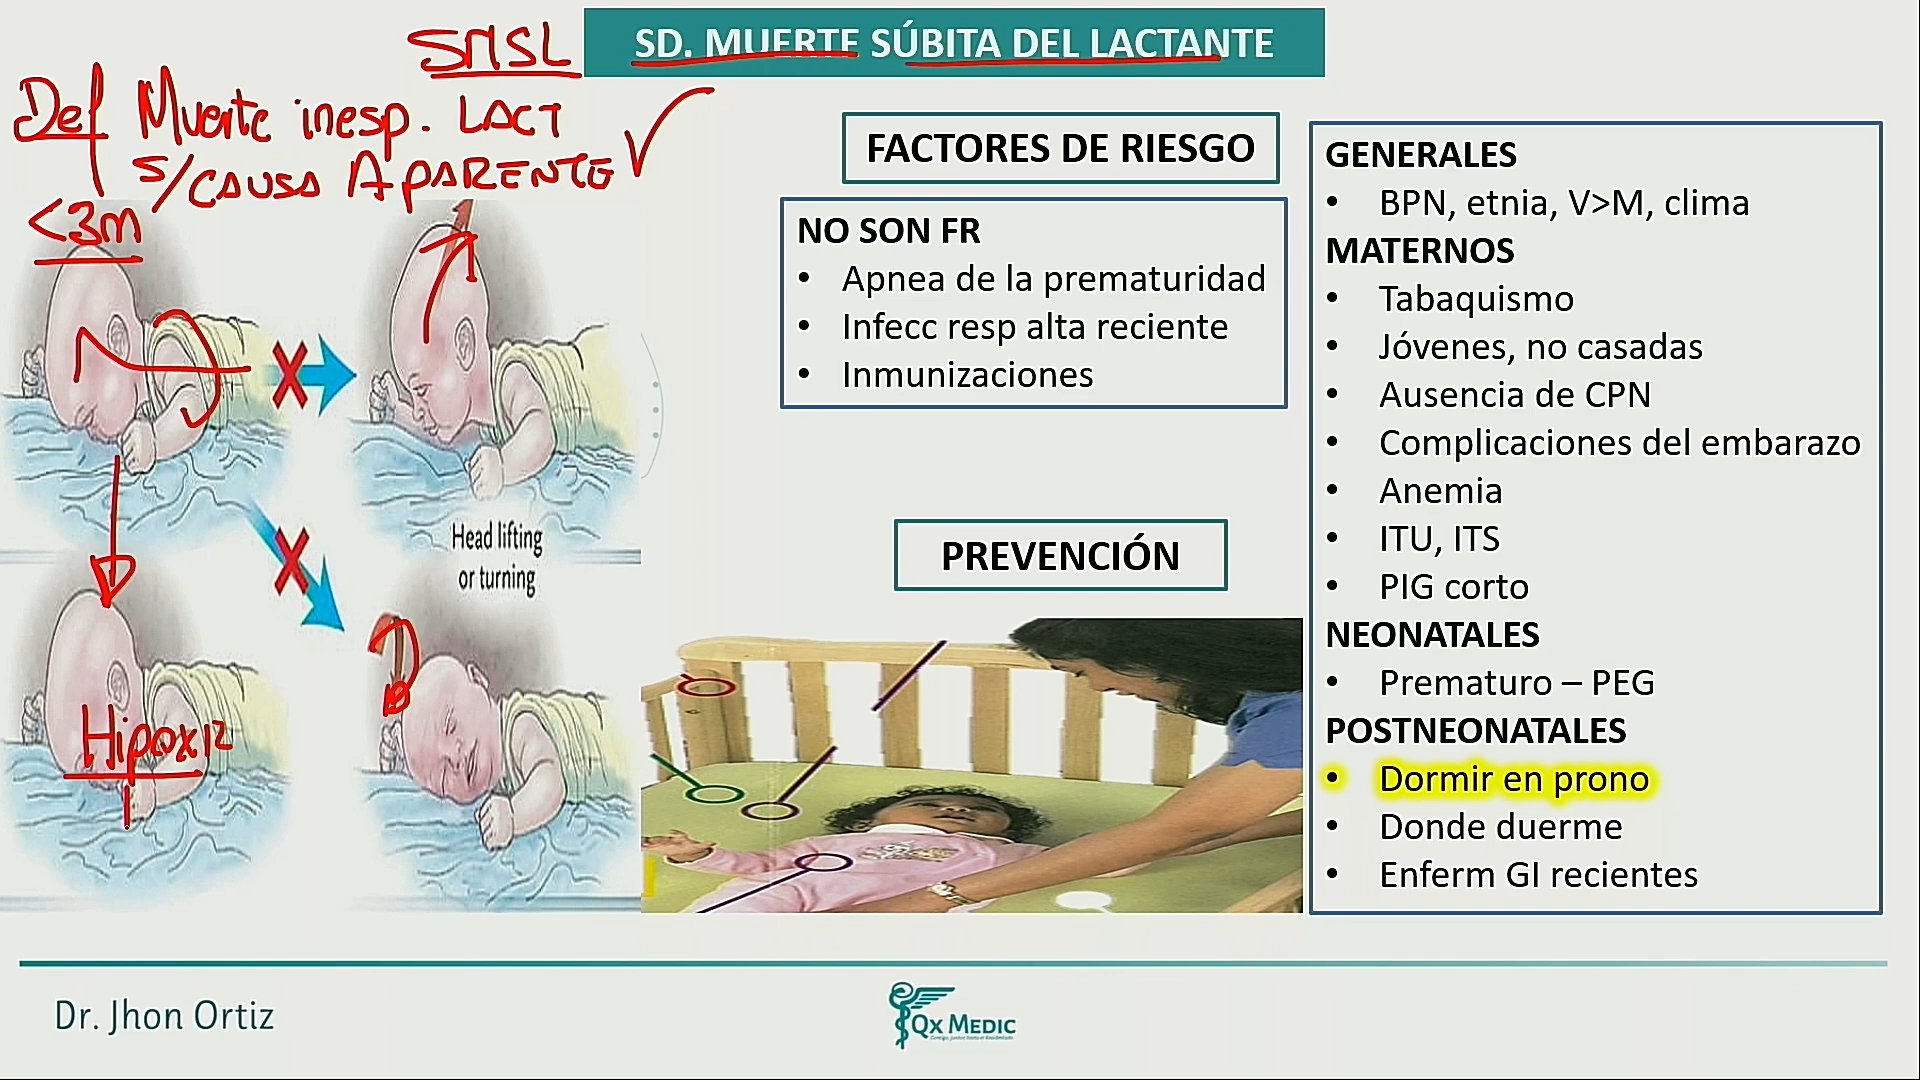 SMSL
SD. MUERTE SÚBITA DEL LACTANTE
Def Muerte inesp. LACT
S/CAUSA APARENTE
<3m
FACTORES DE RIESGO
NO SON FR
• Apnea de la prematuridad
• Infecc resp alta reciente
• Inmunizaciones
GENERALES
• BPN, etnia, V>M, clima
MATERNOS
• Tabaquismo
• Jóvenes, no casadas
• Ausencia de CPN
• Complicaciones del embarazo
• Anemia
• ITU, ITS
• PIG corto
NEONATALES
• Prematuro – PEG
POSTNEONATALES
• Dormir en prono
• Donde duerme
• Enferm GI recientes
Head lifting
or turning
PREVENCIÓN
Dr. Jhon Ortiz
QX MEDIC